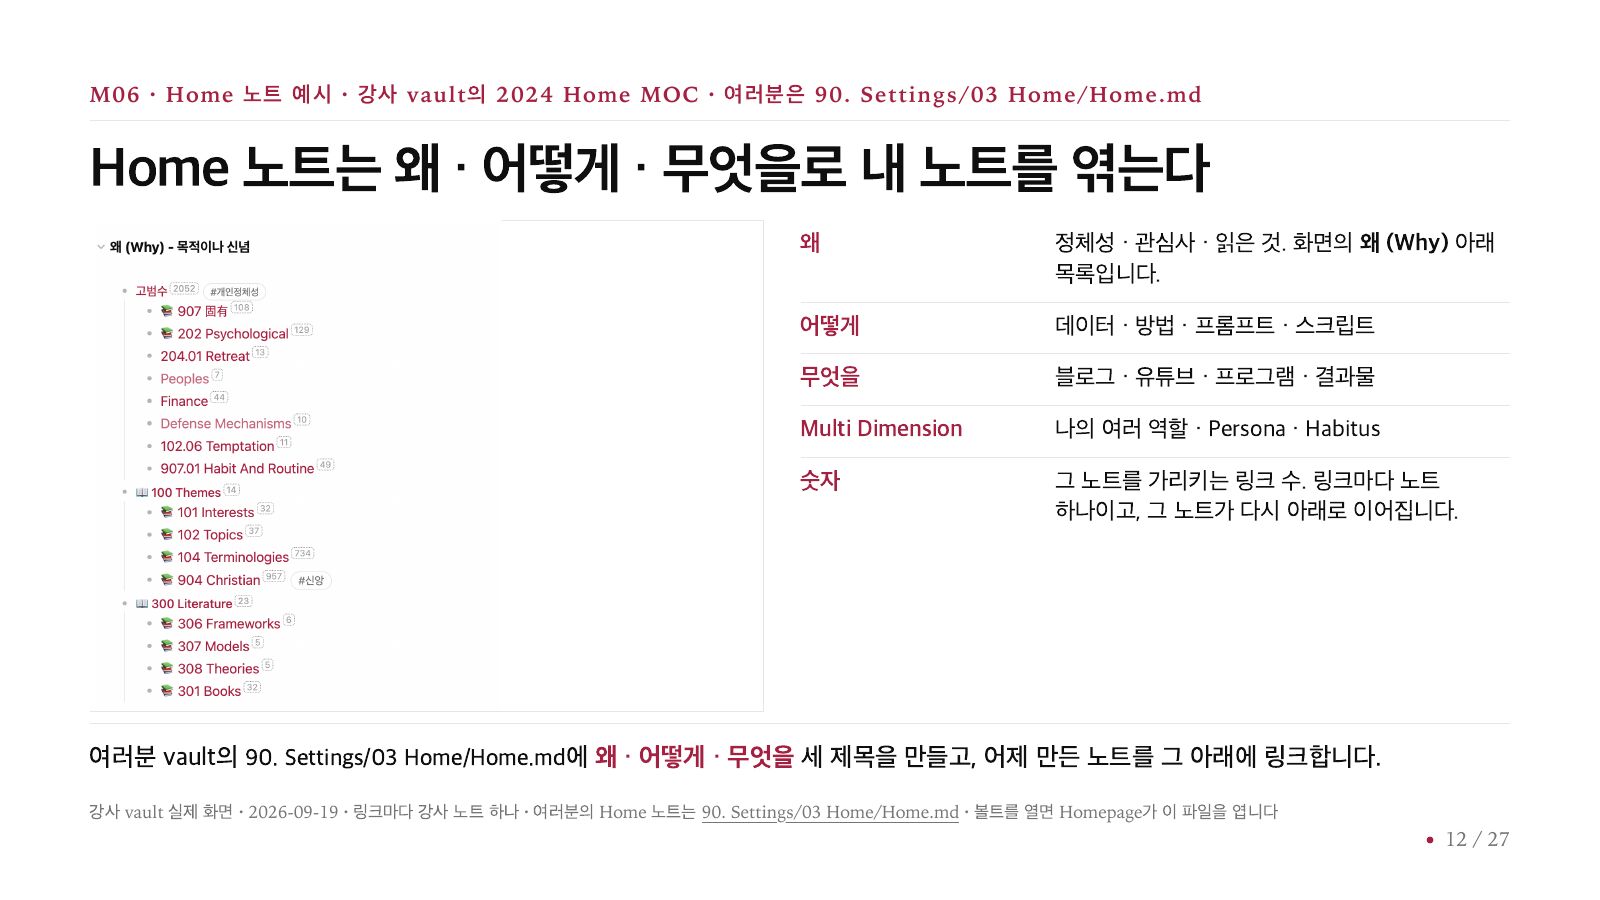 M06 · Home 노트 예시 · 강사 vault의 2024 Home MOC · 여러분은 90. Settings/03 Home/Home.md
Home 노트는 왜 · 어떻게 · 무엇을로 내 노트를 엮는다
왜 (Why) - 목적이나 신념
고범수 2052 #개인정체성
907 固有 108
202 Psychological 129
204.01 Retreat 13
Peoples 7
Finance 44
Defense Mechanisms 10
102.06 Temptation 11
907.01 Habit And Routine 49
100 Themes 14
101 Interests 32
102 Topics 37
104 Terminologies 734
904 Christian 957 #신앙
300 Literature 23
306 Frameworks 6
307 Models 5
308 Theories 5
301 Books 32
왜 정체성 · 관심사 · 읽은 것. 화면의 왜 (Why) 아래
목록입니다.
어떻게 데이터 · 방법 · 프롬프트 · 스크립트
무엇을 블로그 · 유튜브 · 프로그램 · 결과물
Multi Dimension 나의 여러 역할 · Persona · Habitus
숫자 그 노트를 가리키는 링크 수. 링크마다 노트
하나이고, 그 노트가 다시 아래로 이어집니다.
여러분 vault의 90. Settings/03 Home/Home.md에 왜 · 어떻게 · 무엇을 세 제목을 만들고, 어제 만든 노트를 그 아래에 링크합니다.
강사 vault 실제 화면 · 2026-09-19 · 링크마다 강사 노트 하나 · 여러분의 Home 노트는 90. Settings/03 Home/Home.md · 볼트를 열면 Homepage가 이 파일을 엽니다
12 / 27